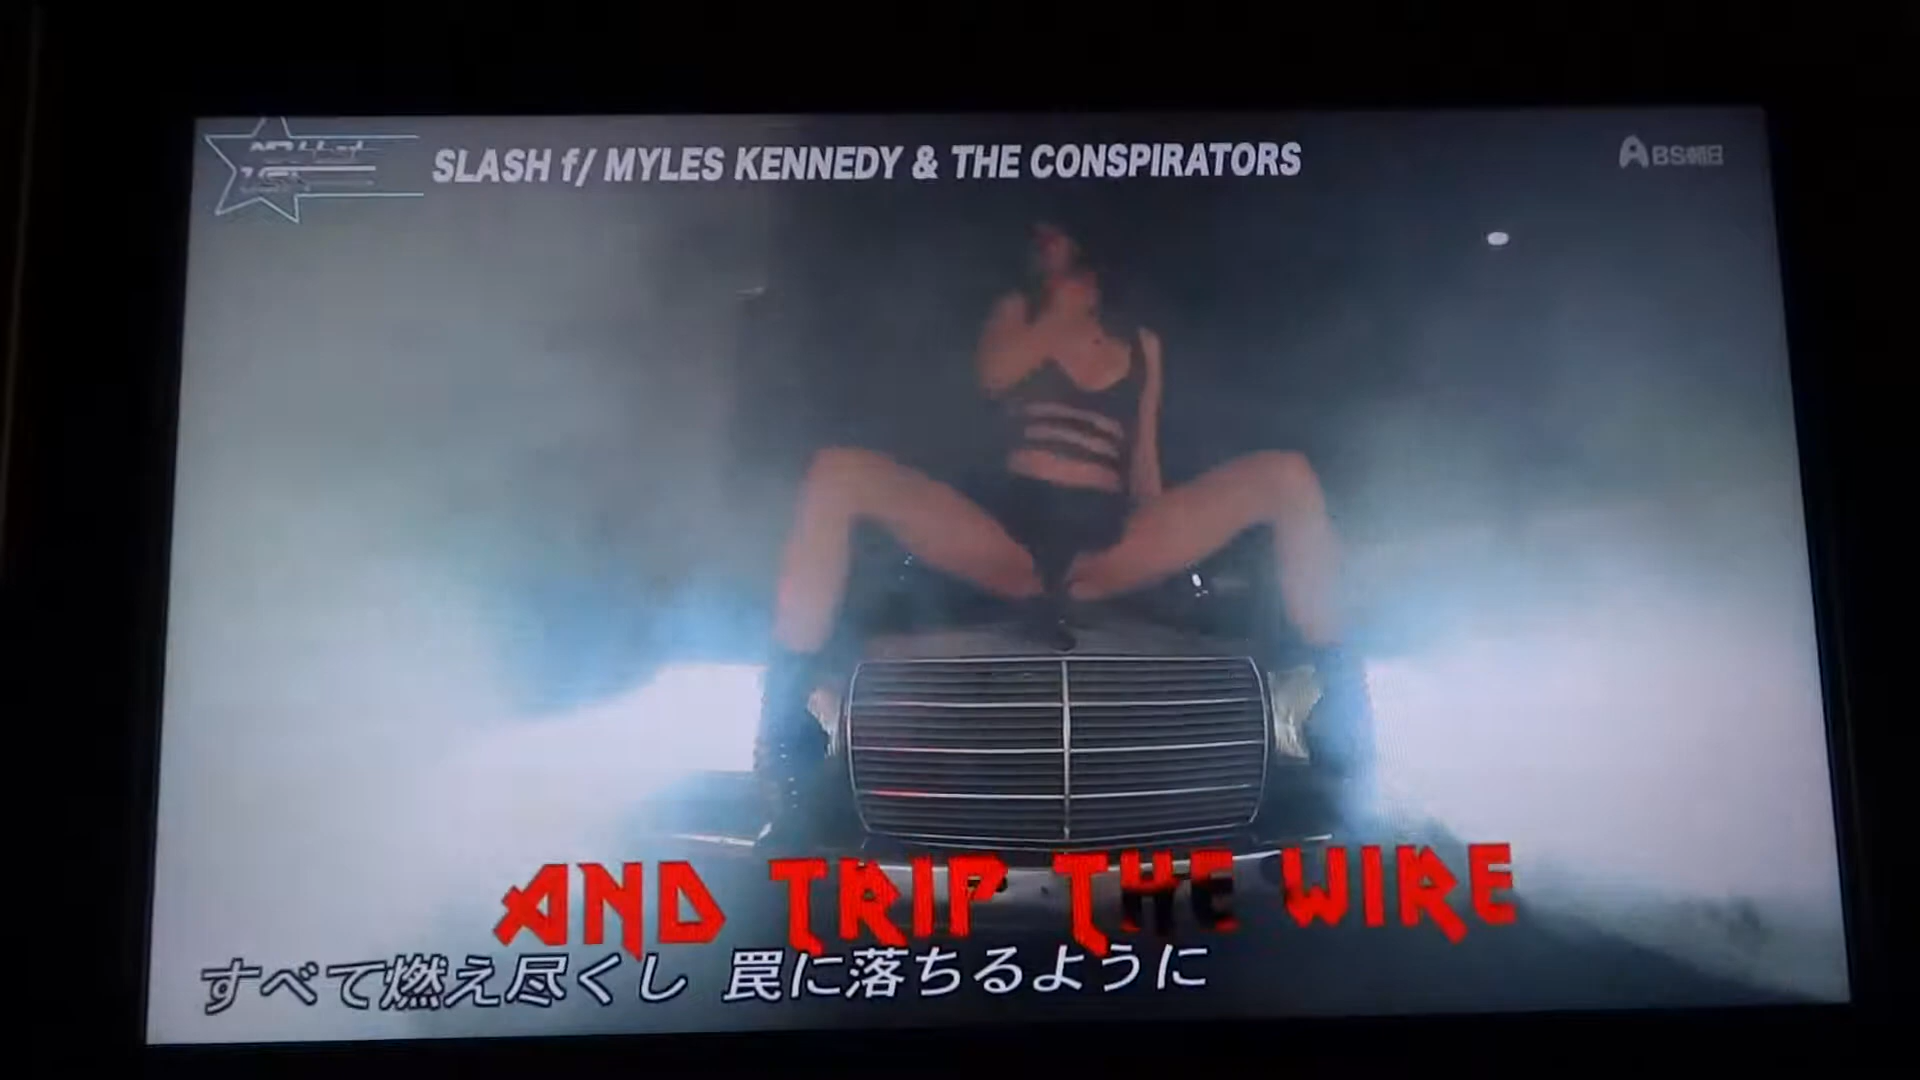 SLASH f/ MYLES KENNEDY & THE CONSPIRATORS
BS朝日
AND TRIP THE WIRE
すべて燃え尽くし 罠に落ちるように